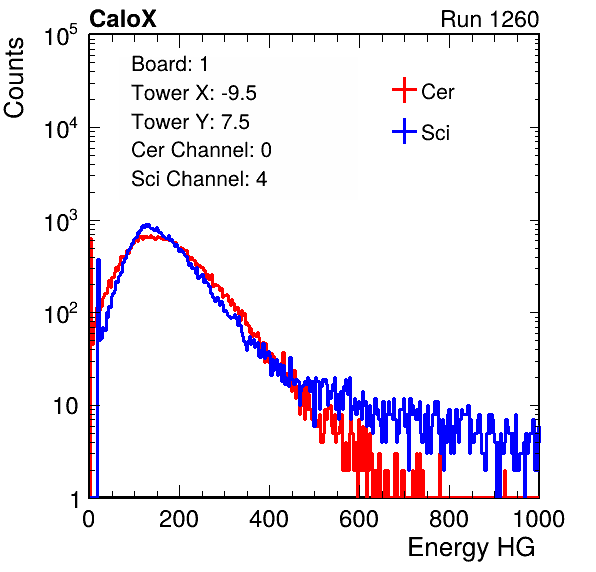 CaloX Run 1260
Counts
Board: 1
Tower X: -9.5
Tower Y: 7.5
Cer Channel: 0
Sci Channel: 4
Cer
Sci
10^5
10^4
10^3
10^2
10
1
0 200 400 600 800 1000
Energy HG